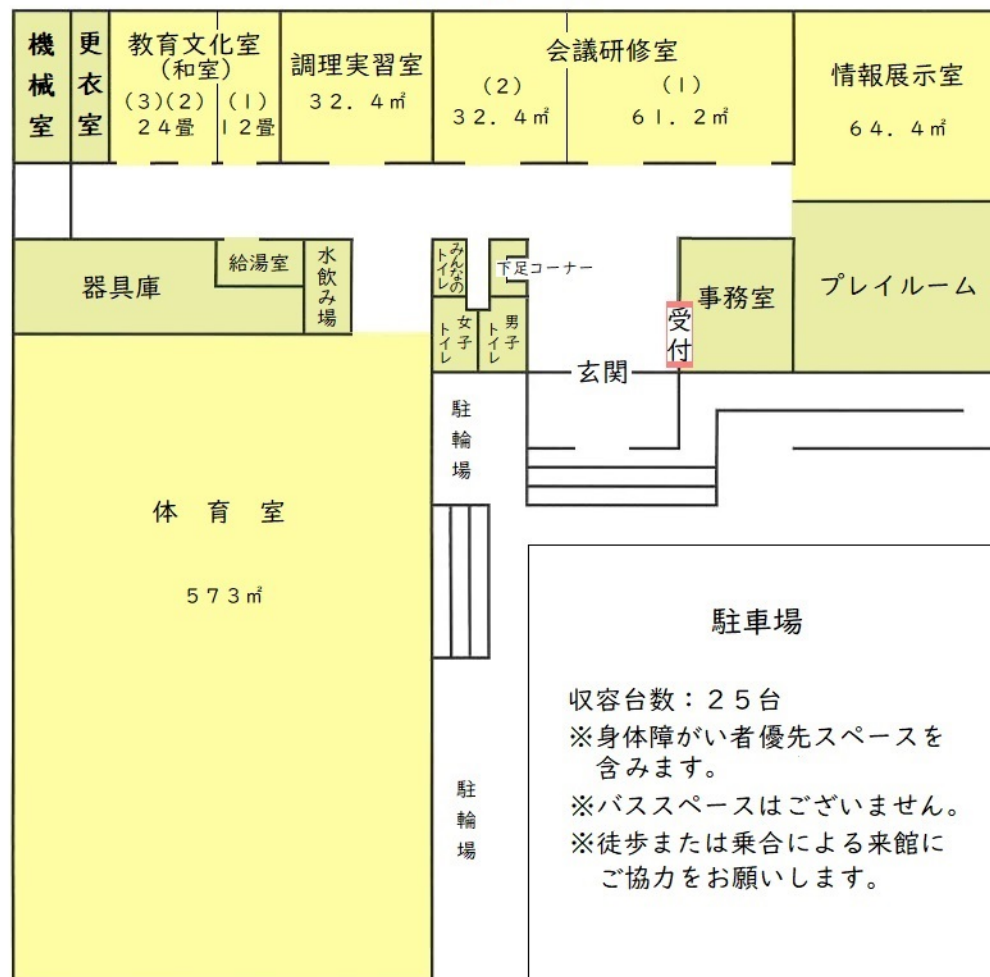 機械室
更衣室
教育文化室
(和室)
(3)(2)
24畳
(1)
12畳
調理実習室
32.4㎡
会議研修室
(2)
32.4㎡
(1)
61.2㎡
情報展示室
64.4㎡
器具庫
給湯室
水飲み場
みんなの
トイレ
下足コーナー
女子
トイレ
男子
トイレ
受付
事務室
プレイルーム
玄関
駐輪場
体育室
573㎡
駐輪場
駐車場
収容台数:25台
※身体障がい者優先スペースを
含みます。
※バススペースはございません。
※徒歩または乗合による来館に
ご協力をお願いします。